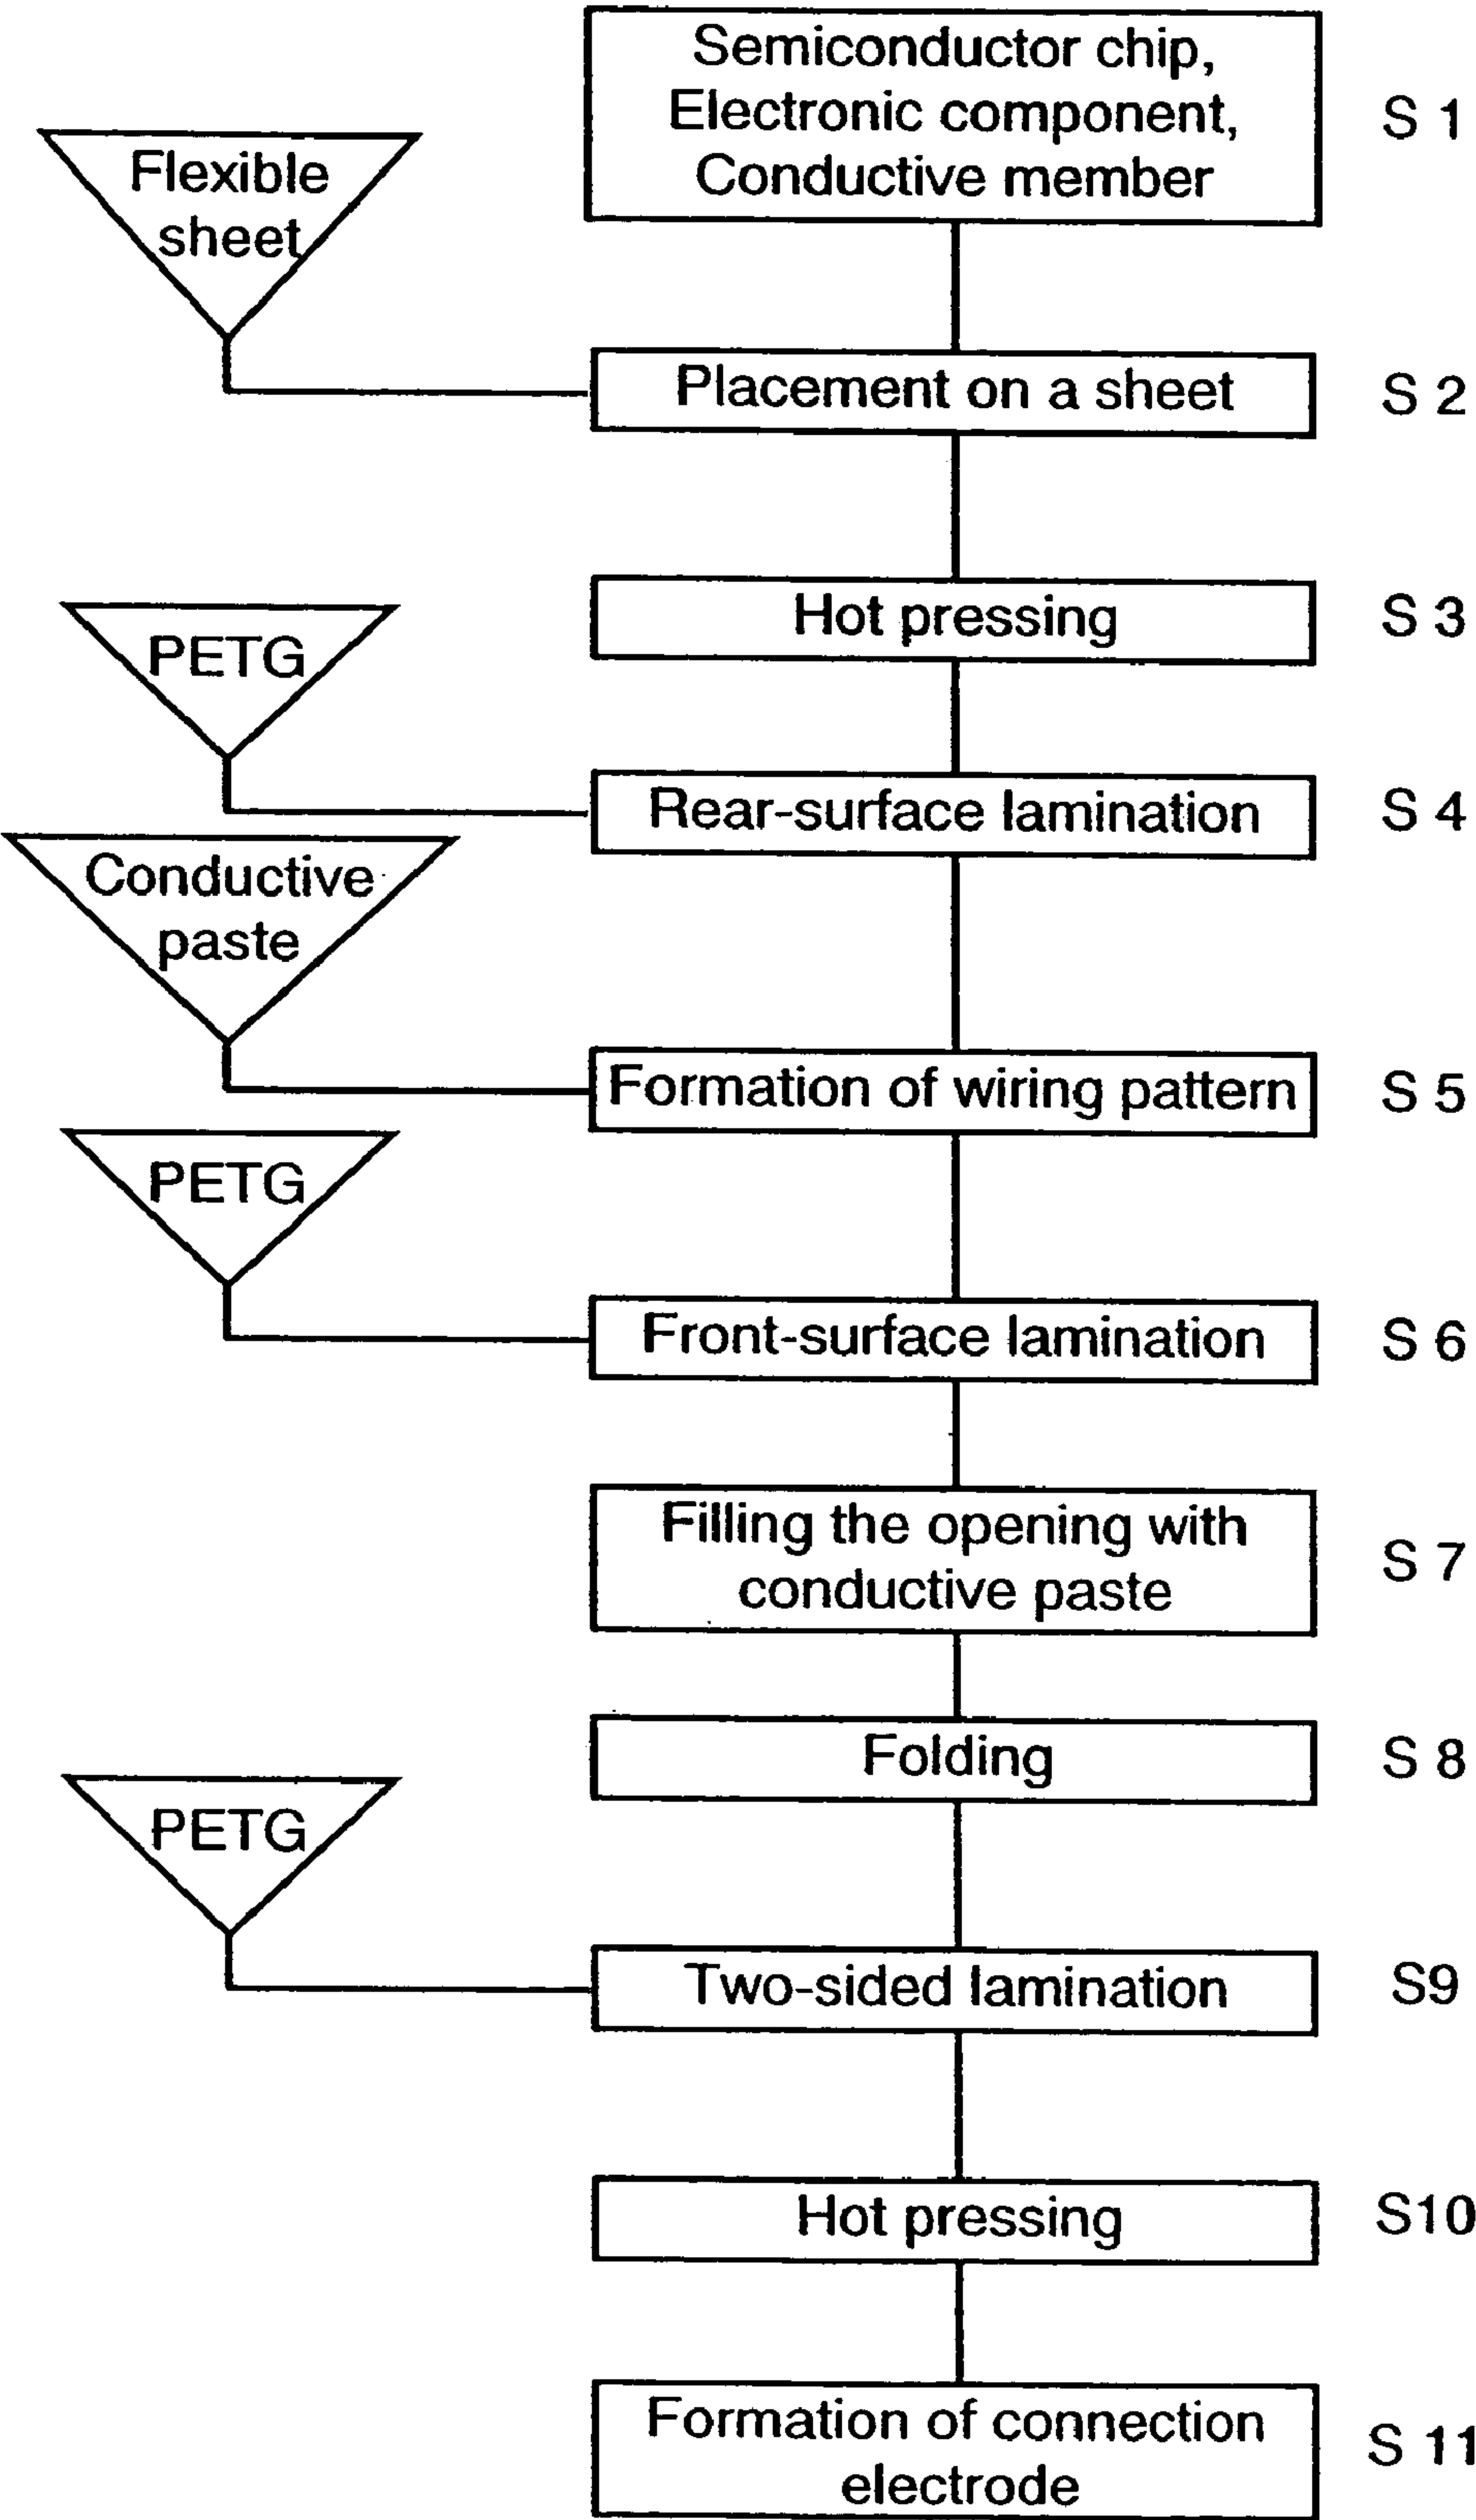 Semiconductor chip,
Electronic component,
Conductive member
S 1
Flexible
sheet
Placement on a sheet
S 2
Hot pressing
S 3
PETG
Rear-surface lamination
S 4
Conductive
paste
Formation of wiring pattern
S 5
PETG
Front-surface lamination
S 6
Filling the opening with
conductive paste
S 7
Folding
S 8
PETG
Two-sided lamination
S9
Hot pressing
S10
Formation of connection
electrode
S 11